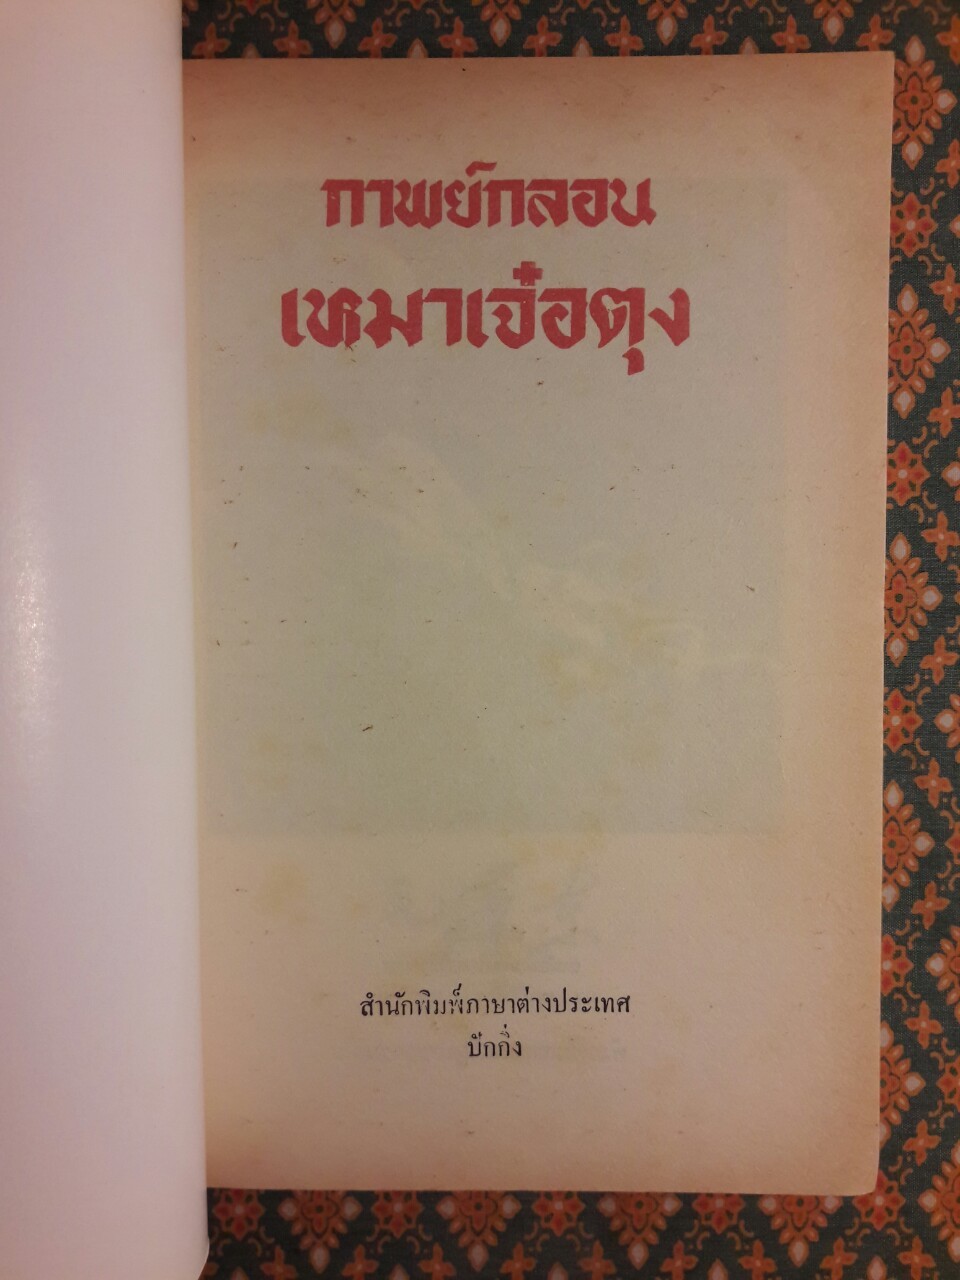 กาพย์กลอน
เหมาเจ๋อตุง
สำนักพิมพ์ภาษาต่างประเทศ
ปักกิ่ง